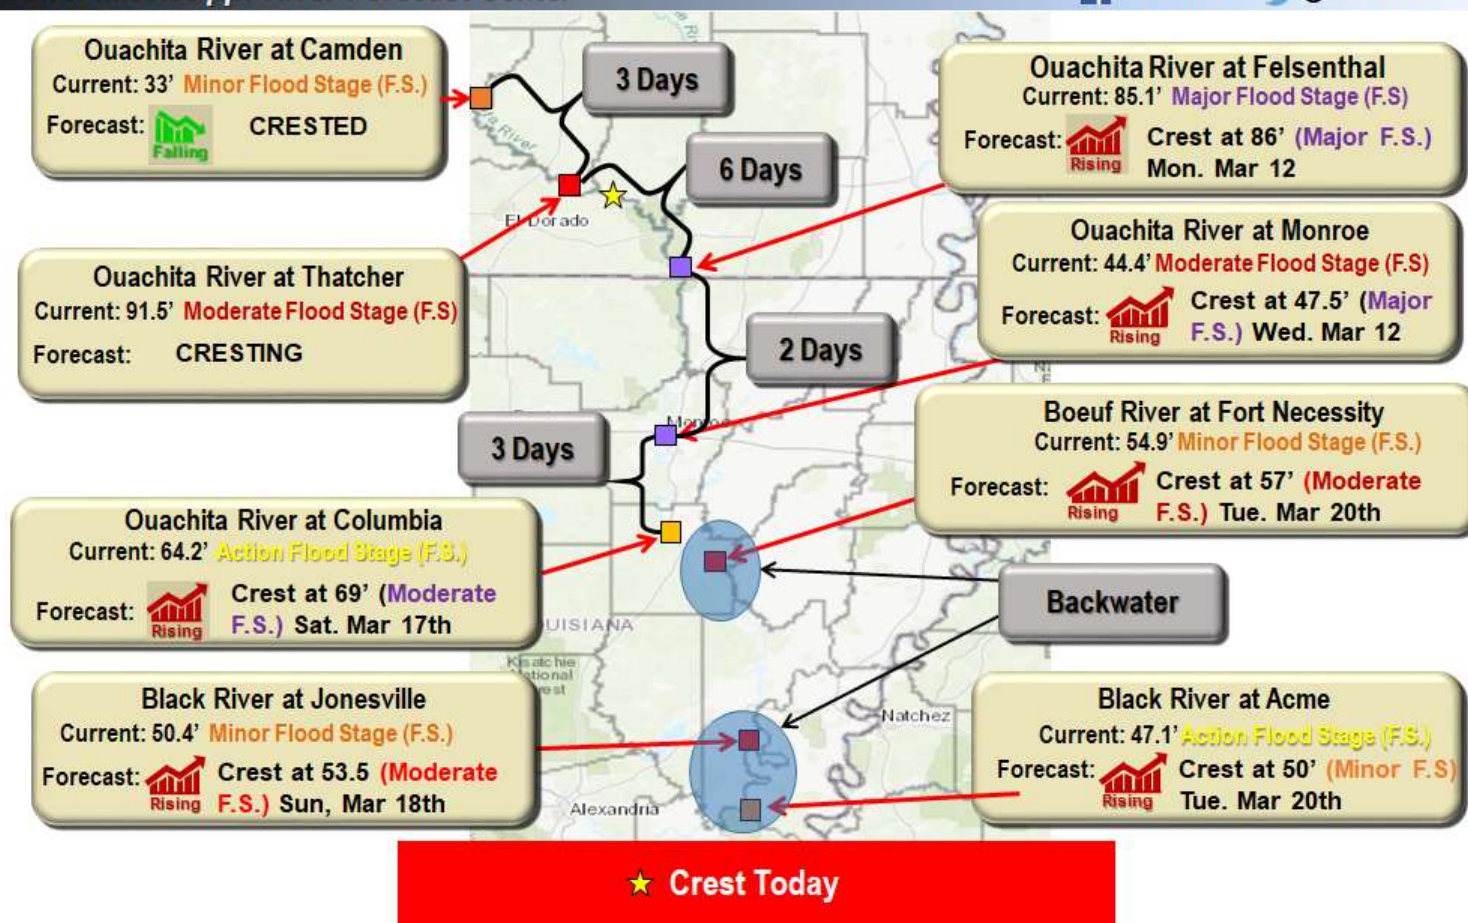 Ouachita River at Camden
Current: 33’ Minor Flood Stage (F.S.)
Forecast: Falling CRESTED
3 Days
Ouachita River at Felsenthal
Current: 85.1’ Major Flood Stage (F.S)
Forecast: Rising Crest at 86’ (Major F.S.)
Mon. Mar 12
6 Days
El Dorado
Ouachita River at Thatcher
Current: 91.5’ Moderate Flood Stage (F.S)
Forecast: CRESTING
Ouachita River at Monroe
Current: 44.4’ Moderate Flood Stage (F.S)
Forecast: Rising Crest at 47.5’ (Major
F.S.) Wed. Mar 12
2 Days
Monroe
3 Days
Boeuf River at Fort Necessity
Current: 54.9’ Minor Flood Stage (F.S.)
Forecast: Rising Crest at 57’ (Moderate
F.S.) Tue. Mar 20th
Ouachita River at Columbia
Current: 64.2’ Action Flood Stage (F.S.)
Forecast: Rising Crest at 69’ (Moderate
F.S.) Sat. Mar 17th
Backwater
UISIANA
Kisatchie
National
Black River at Jonesville
Current: 50.4’ Minor Flood Stage (F.S.)
Forecast: Rising Crest at 53.5 (Moderate
F.S.) Sun, Mar 18th
Natchez
Black River at Acme
Current: 47.1’ Action Flood Stage (F.S.)
Forecast: Rising Crest at 50’ (Minor F.S)
Tue. Mar 20th
Alexandria
Crest Today